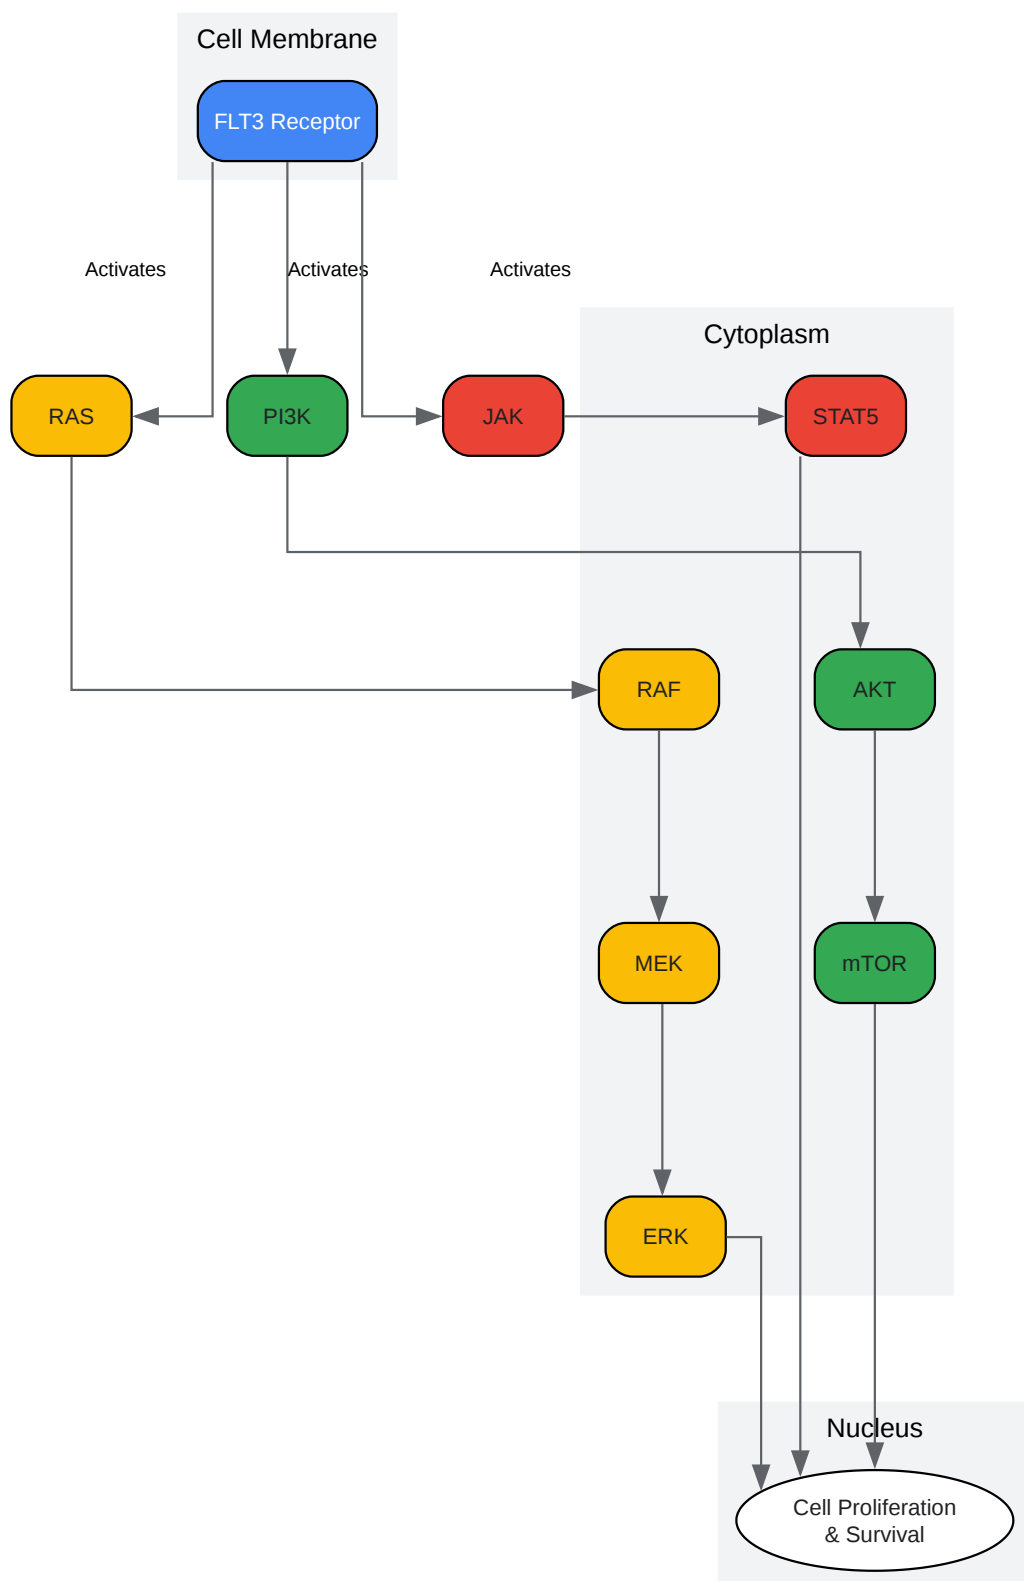 Cell Membrane
FLT3 Receptor
Activates
Activates
Activates
Cytoplasm
RAS
PI3K
JAK
STAT5
RAF
AKT
MEK
mTOR
ERK
Nucleus
Cell Proliferation
& Survival